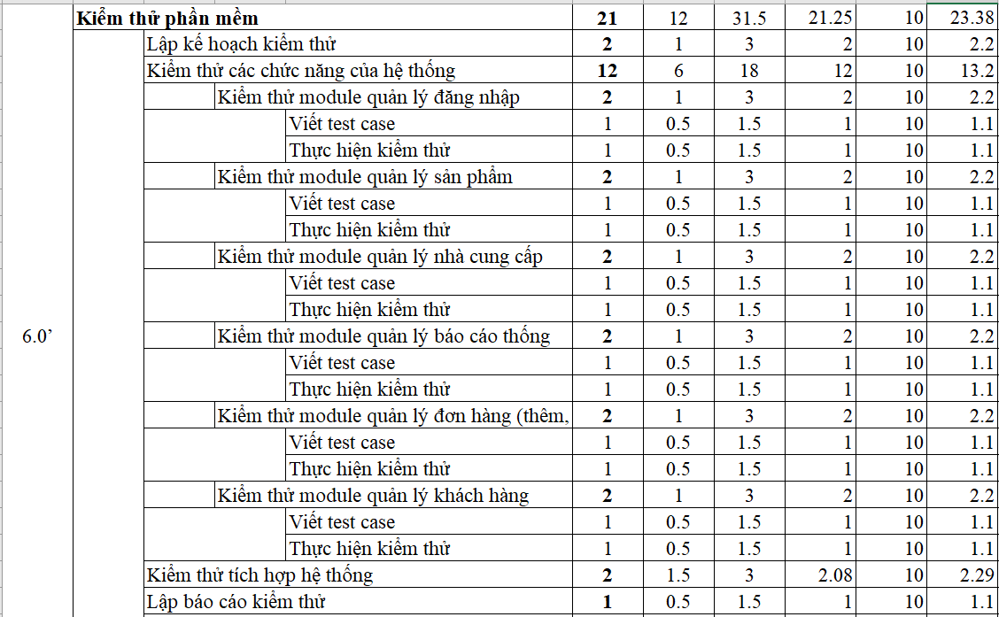 Kiểm thử phần mềm 21 12 31.5 21.25 10 23.38
Lập kế hoạch kiểm thử 2 1 3 2 10 2.2
Kiểm thử các chức năng của hệ thống 12 6 18 12 10 13.2
Kiểm thử module quản lý đăng nhập 2 1 3 2 10 2.2
Viết test case 1 0.5 1.5 1 10 1.1
Thực hiện kiểm thử 1 0.5 1.5 1 10 1.1
Kiểm thử module quản lý sản phẩm 2 1 3 2 10 2.2
Viết test case 1 0.5 1.5 1 10 1.1
Thực hiện kiểm thử 1 0.5 1.5 1 10 1.1
Kiểm thử module quản lý nhà cung cấp 2 1 3 2 10 2.2
Viết test case 1 0.5 1.5 1 10 1.1
Thực hiện kiểm thử 1 0.5 1.5 1 10 1.1
6.0’ Kiểm thử module quản lý báo cáo thống 2 1 3 2 10 2.2
Viết test case 1 0.5 1.5 1 10 1.1
Thực hiện kiểm thử 1 0.5 1.5 1 10 1.1
Kiểm thử module quản lý đơn hàng (thêm, 2 1 3 2 10 2.2
Viết test case 1 0.5 1.5 1 10 1.1
Thực hiện kiểm thử 1 0.5 1.5 1 10 1.1
Kiểm thử module quản lý khách hàng 2 1 3 2 10 2.2
Viết test case 1 0.5 1.5 1 10 1.1
Thực hiện kiểm thử 1 0.5 1.5 1 10 1.1
Kiểm thử tích hợp hệ thống 2 1.5 3 2.08 10 2.29
Lập báo cáo kiểm thử 1 0.5 1.5 1 10 1.1